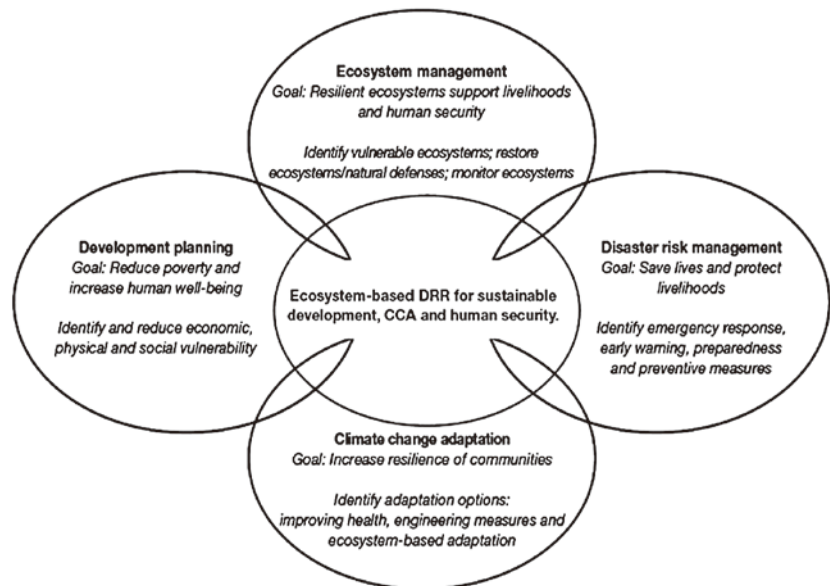 Ecosystem management
Goal: Resilient ecosystems support livelihoods
and human security
Identify vulnerable ecosystems; restore
ecosystems/natural defenses; monitor ecosystems
Development planning
Goal: Reduce poverty and
increase human well-being
Identify and reduce economic,
physical and social vulnerability
Ecosystem-based DRR for sustainable
development, CCA and human security.
Disaster risk management
Goal: Save lives and protect
livelihoods
Identify emergency response,
early warning, preparedness
and preventive measures
Climate change adaptation
Goal: Increase resilience of communities
Identify adaptation options:
improving health, engineering measures and
ecosystem-based adaptation